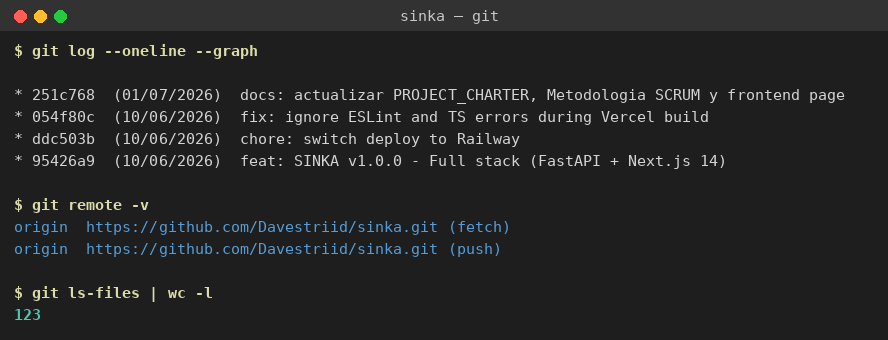 sinka — git
$ git log --oneline --graph
* 251c768  (01/07/2026)  docs: actualizar PROJECT_CHARTER, Metodologia SCRUM y frontend page
* 054f80c  (10/06/2026)  fix: ignore ESLint and TS errors during Vercel build
* ddc503b  (10/06/2026)  chore: switch deploy to Railway
* 95426a9  (10/06/2026)  feat: SINKA v1.0.0 - Full stack (FastAPI + Next.js 14)
$ git remote -v
origin  https://github.com/Davestriid/sinka.git (fetch)
origin  https://github.com/Davestriid/sinka.git (push)
$ git ls-files | wc -l
123